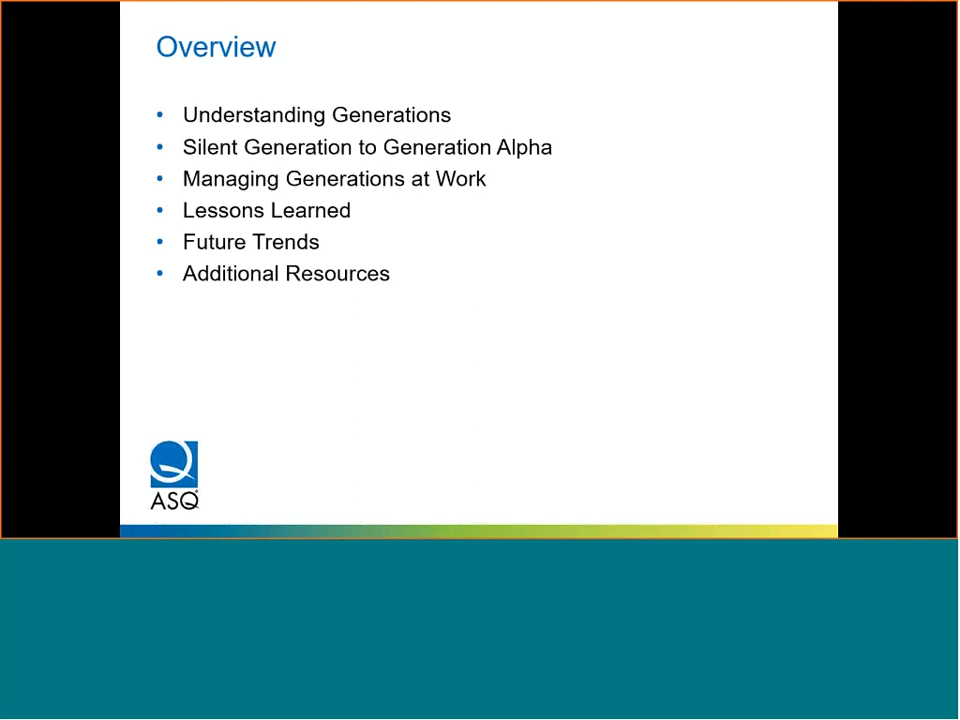 Overview
• Understanding Generations
• Silent Generation to Generation Alpha
• Managing Generations at Work
• Lessons Learned
• Future Trends
• Additional Resources
ASQ